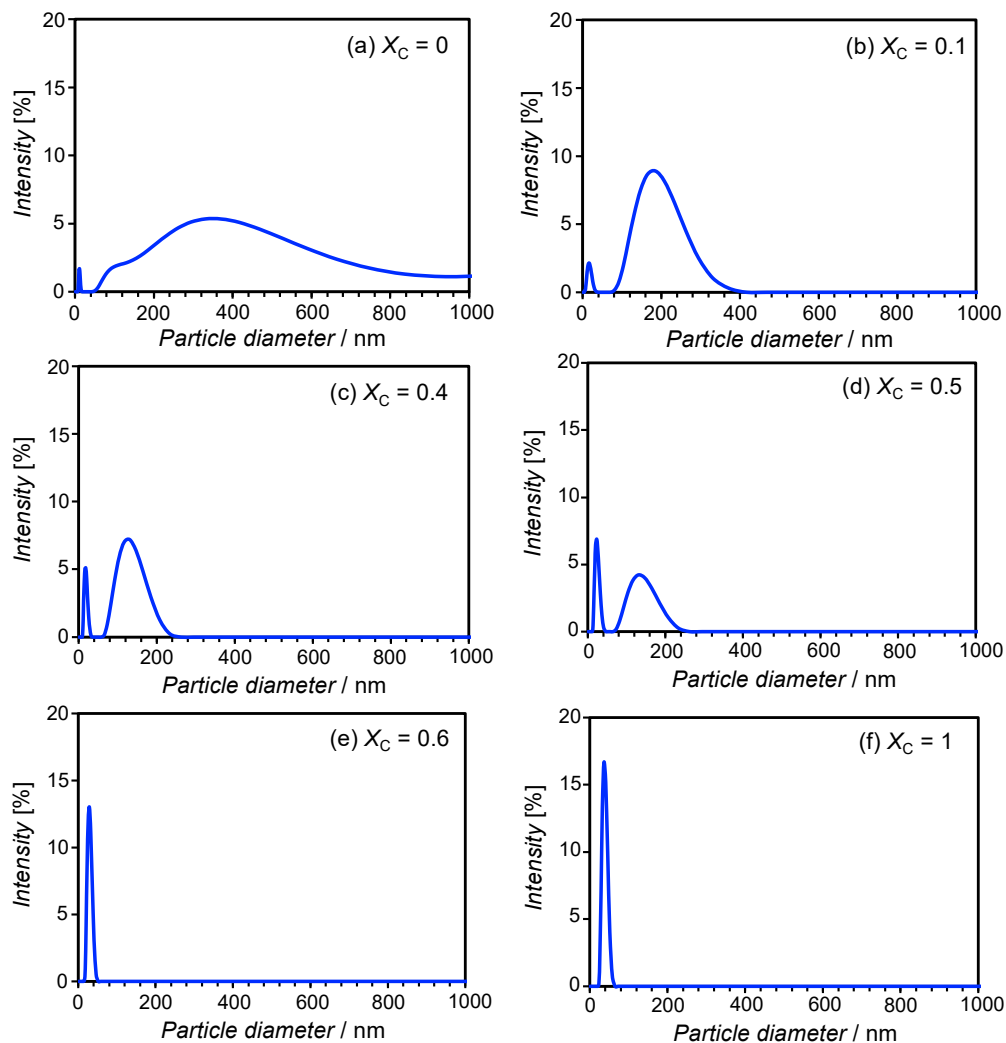 (a) XC = 0
Intensity [%]
20
15
10
5
0
0 200 400 600 800 1000
Particle diameter / nm
(b) XC = 0.1
Intensity [%]
20
15
10
5
0
0 200 400 600 800 1000
Particle diameter / nm
(c) XC = 0.4
Intensity [%]
20
15
10
5
0
0 200 400 600 800 1000
Particle diameter / nm
(d) XC = 0.5
Intensity [%]
20
15
10
5
0
0 200 400 600 800 1000
Particle diameter / nm
(e) XC = 0.6
Intensity [%]
20
15
10
5
0
0 200 400 600 800 1000
Particle diameter / nm
(f) XC = 1
Intensity [%]
20
15
10
5
0
0 200 400 600 800 1000
Particle diameter / nm